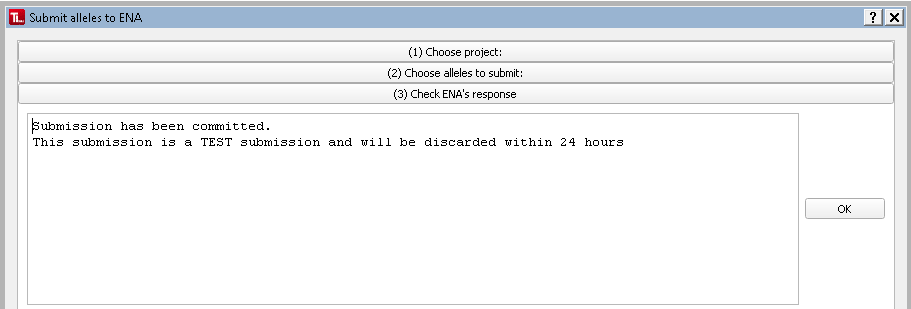 Ti... Submit alleles to ENA ?
(1) Choose project:
(2) Choose alleles to submit:
(3) Check ENA's response
Submission has been committed.
This submission is a TEST submission and will be discarded within 24 hours
OK